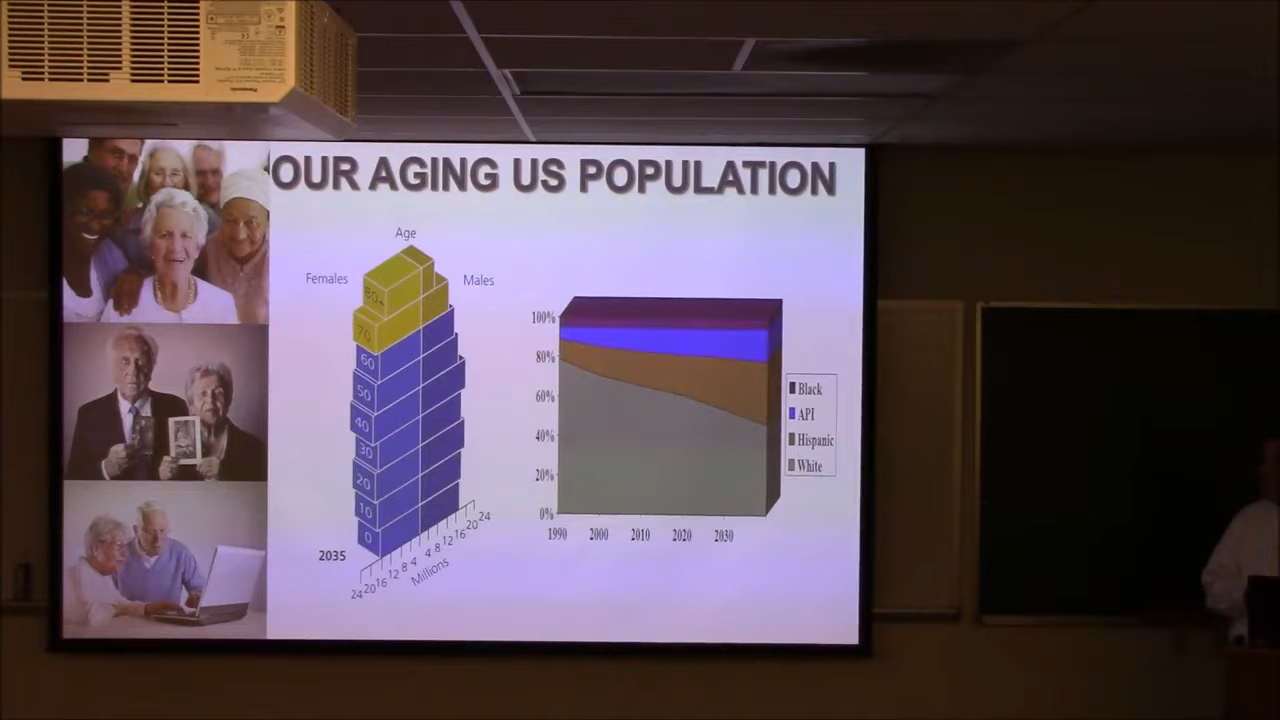 Panasonic
OUR AGING US POPULATION
Age
Females
Males
80+
70
60
50
40
30
20
10
0
2035
24 20 16 12 8 4 4 8 12 16 20 24
Millions
100%
80%
60%
40%
20%
0%
1990 2000 2010 2020 2030
Black
API
Hispanic
White